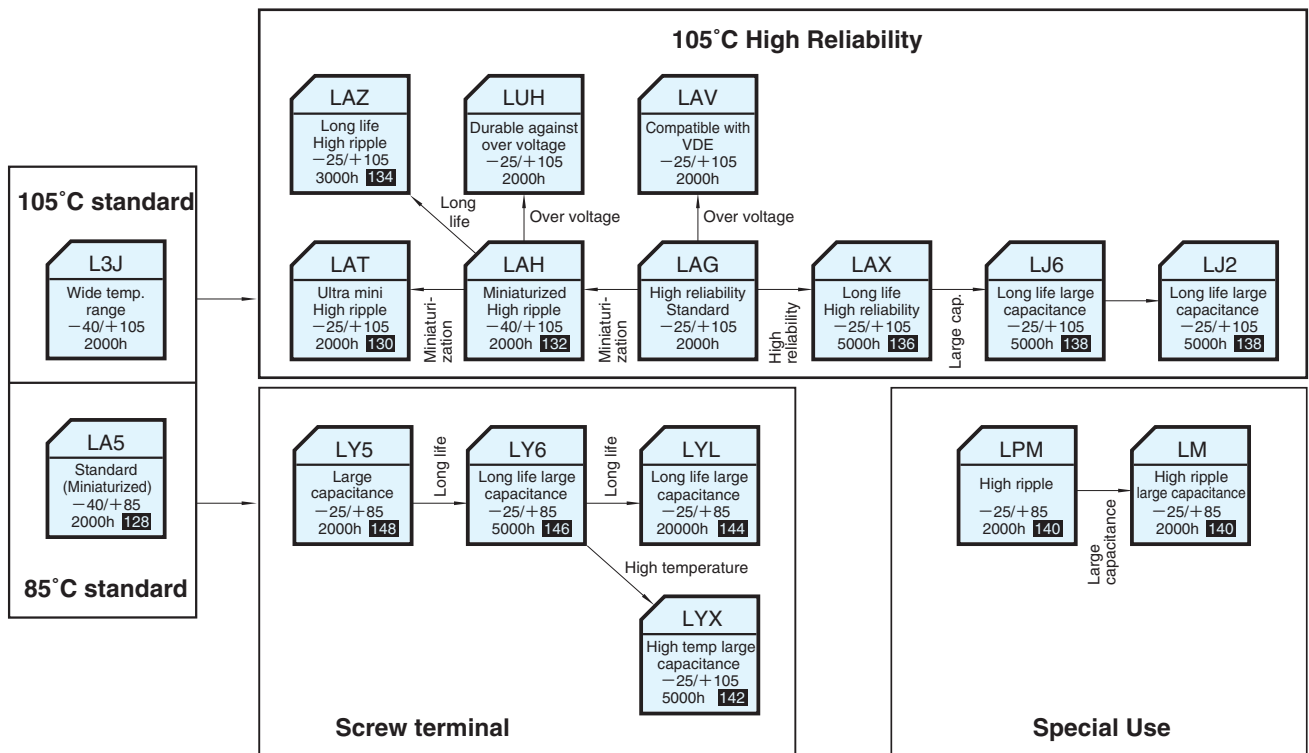 105˚C High Reliability
LAZ
Long life
High ripple
−25/+105
3000h 134
LUH
Durable against
over voltage
−25/+105
2000h
LAV
Compatible with
VDE
−25/+105
2000h
105˚C standard
Long
life
Over voltage
Over voltage
L3J
Wide temp.
range
−40/+105
2000h
LAT
Ultra mini
High ripple
−25/+105
2000h 130
Miniaturi-
zation
LAH
Miniaturized
High ripple
−40/+105
2000h 132
Miniaturi-
zation
LAG
High reliability
Standard
−25/+105
2000h
High
reliability
LAX
Long life
High reliability
−25/+105
5000h 136
Large cap.
LJ6
Long life large
capacitance
−25/+105
5000h 138
LJ2
Long life large
capacitance
−25/+105
5000h 138
LA5
Standard
(Miniaturized)
−40/+85
2000h 128
85˚C standard
LY5
Large
capacitance
−25/+85
2000h 148
Long life
LY6
Long life large
capacitance
−25/+85
5000h 146
Long life
LYL
Long life large
capacitance
−25/+85
20000h 144
High temperature
LYX
High temp large
capacitance
−25/+105
5000h 142
Screw terminal
LPM
High ripple
−25/+85
2000h 140
Large
capacitance
LM
High ripple
large capacitance
−25/+85
2000h 140
Special Use